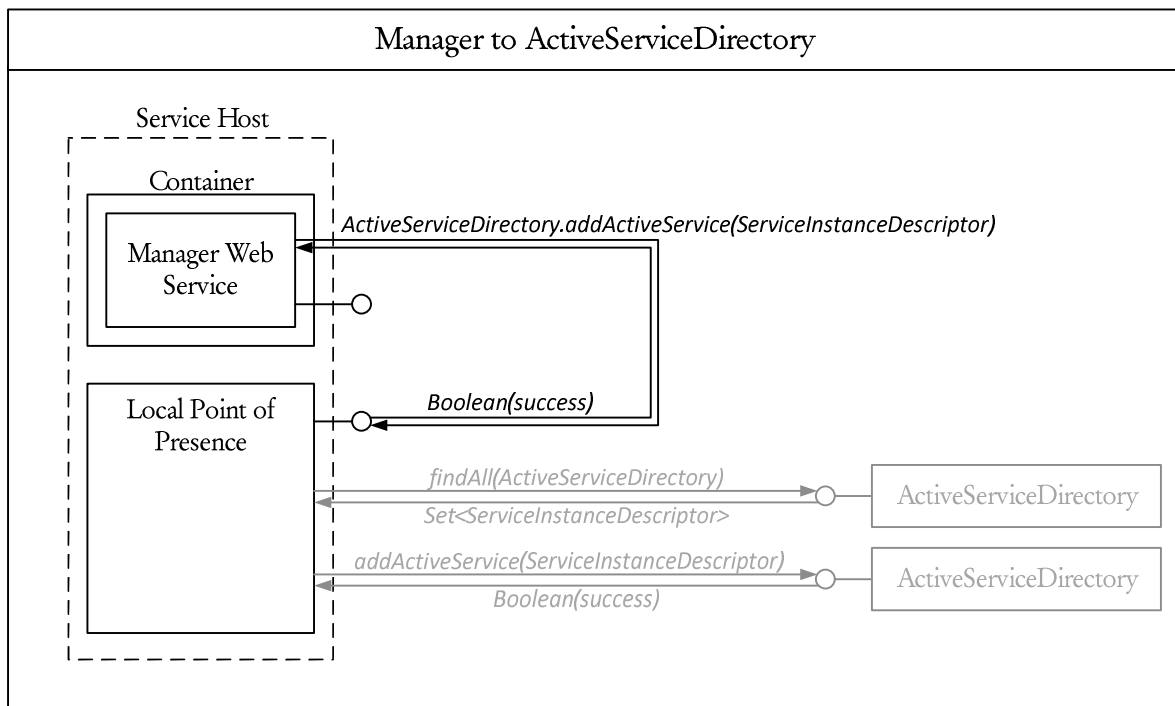 Manager to ActiveServiceDirectory
Service Host
Container
Manager Web
Service
ActiveServiceDirectory.addActiveService(ServiceInstanceDescriptor)
Boolean(success)
Local Point of
Presence
findAll(ActiveServiceDirectory)
Set<ServiceInstanceDescriptor>
ActiveServiceDirectory
addActiveService(ServiceInstanceDescriptor)
Boolean(success)
ActiveServiceDirectory